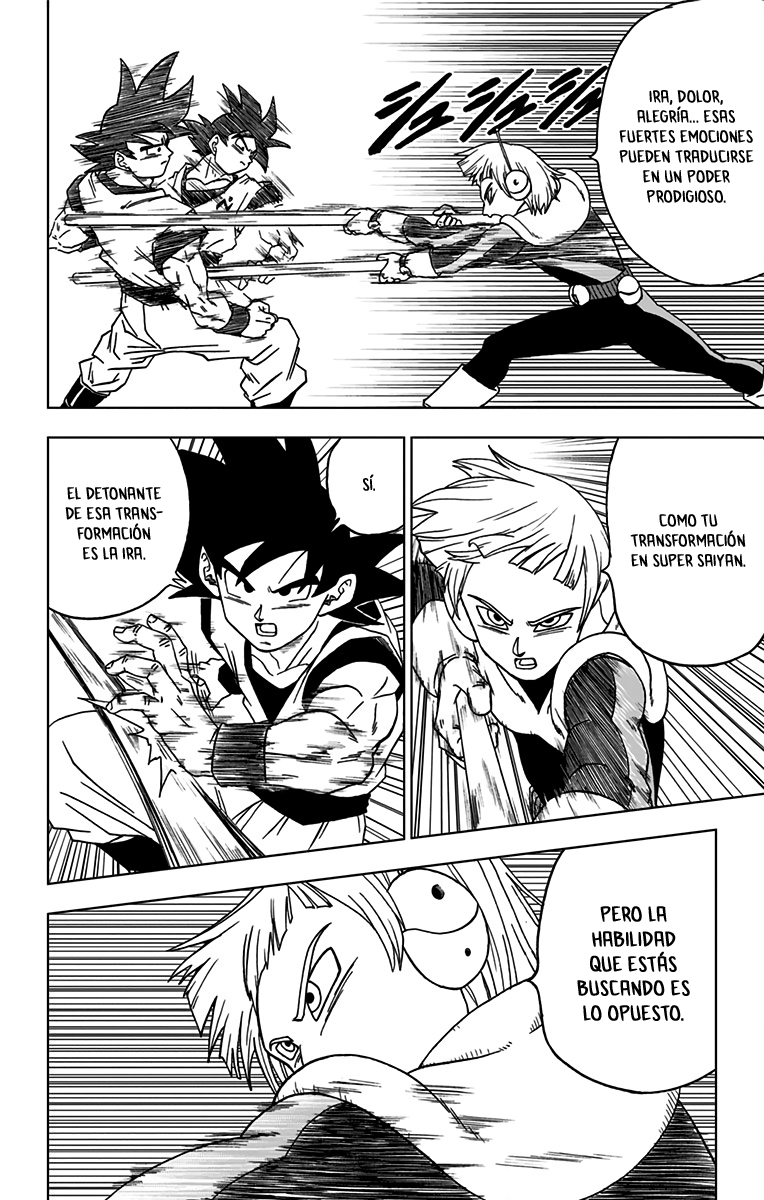 IRA, DOLOR,
ALEGRÍA... ESAS
FUERTES EMOCIONES
PUEDEN TRADUCIRSE
EN UN PODER
PRODIGIOSO.
シュシュシュ
COMO TU
TRANSFORMACIÓN
EN SUPER SAIYAN.
SÍ.
EL DETONANTE
DE ESA TRANS-
FORMACIÓN
ES LA IRA.
PERO LA
HABILIDAD
QUE ESTÁS
BUSCANDO ES
LO OPUESTO.